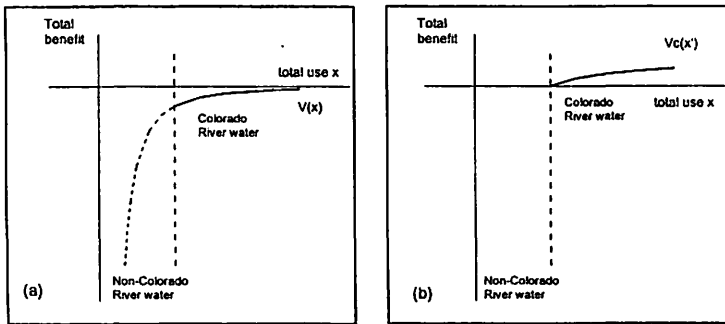 Total
benefit
total use x
V(x)
Colorado
River water
(a)
Non-Colorado
River water
Total
benefit
Vc(x')
Colorado
River water
total use x
(b)
Non-Colorado
River water